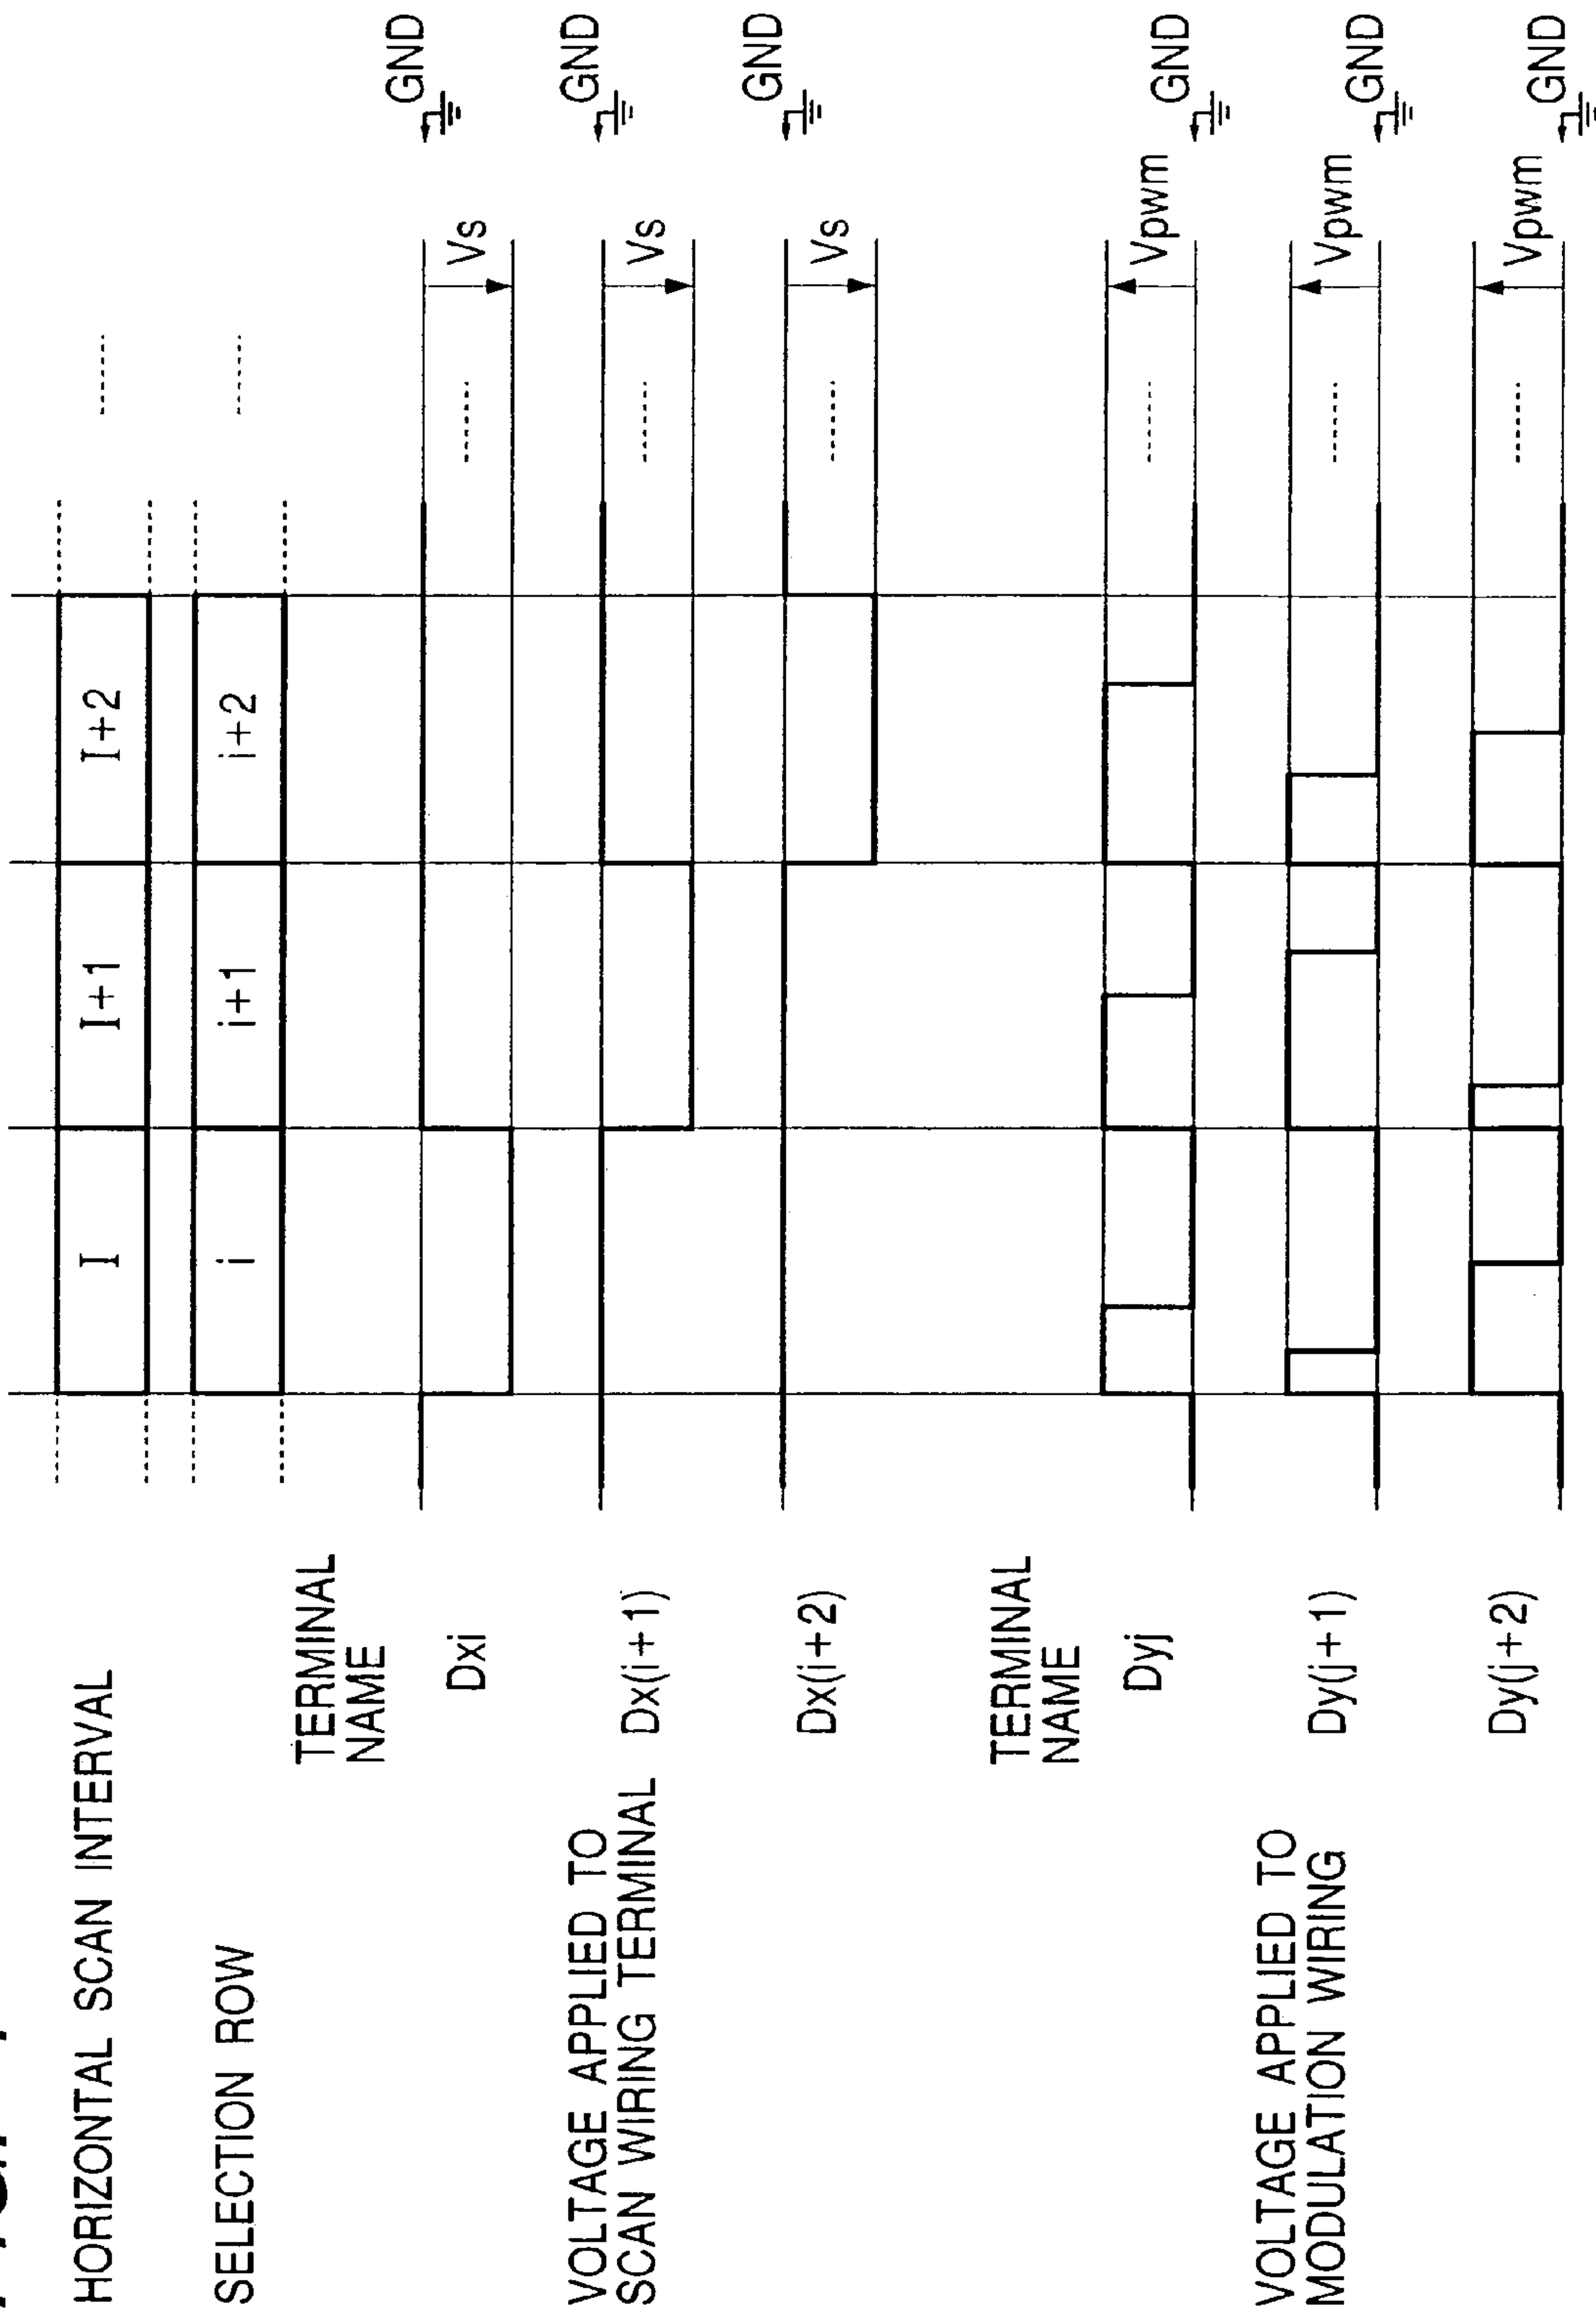 HORIZONTAL SCAN INTERVAL
I
I+1
I+2
SELECTION ROW
i
i+1
i+2
TERMINAL
NAME
VOLTAGE APPLIED TO
SCAN WIRING TERMINAL
Dxi
Vs
GND
Dx(i+1)
Vs
GND
Dx(i+2)
Vs
GND
TERMINAL
NAME
VOLTAGE APPLIED TO
MODULATION WIRING
Dyj
Vpwm
GND
Dy(j+1)
Vpwm
GND
Dy(j+2)
Vpwm
GND